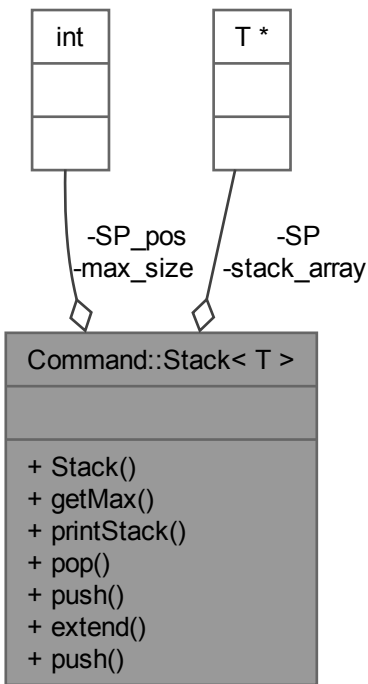 int
T *
-SP_pos
-max_size
-SP
-stack_array
Command::Stack< T >
+ Stack()
+ getMax()
+ printStack()
+ pop()
+ push()
+ extend()
+ push()